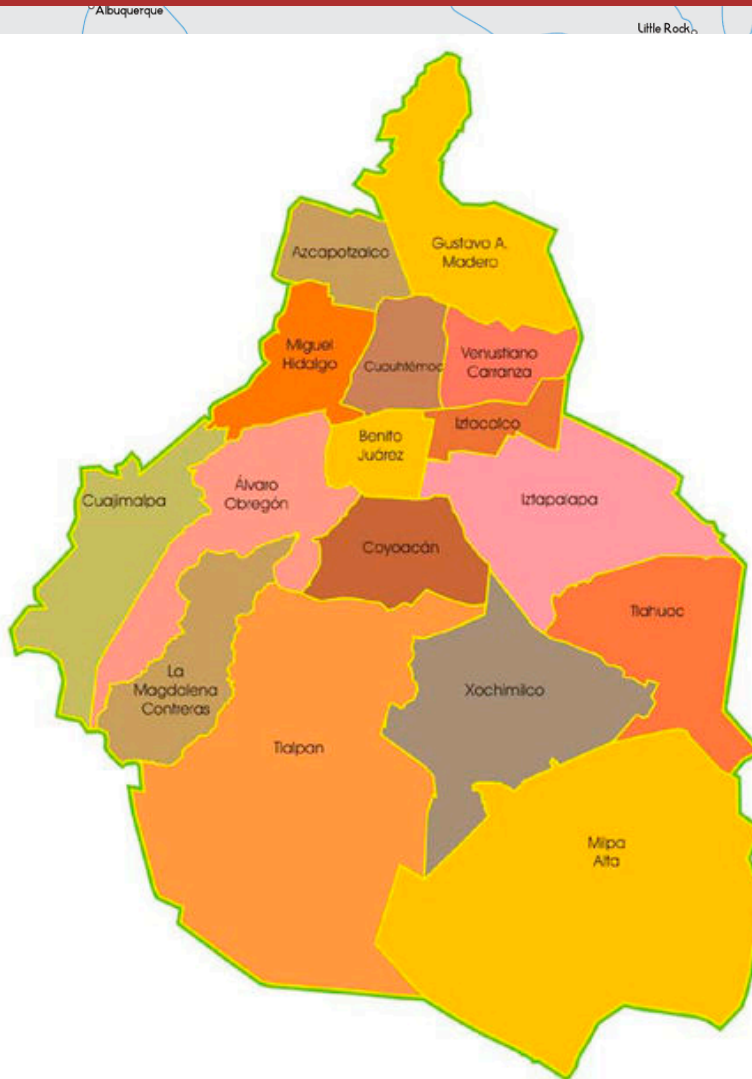 Albuquerque
Little Rock
Azcapotzalco
Gustavo A.
Madero
Miguel
Hidalgo
Cuauhtémoc
Venustiano
Carranza
Iztacalco
Benito
Juárez
Cuajimalpa
Álvaro
Obregón
Iztapalapa
Coyoacán
Tlahuac
La
Magdalena
Contreras
Xochimilco
Tlalpan
Milpa
Alta